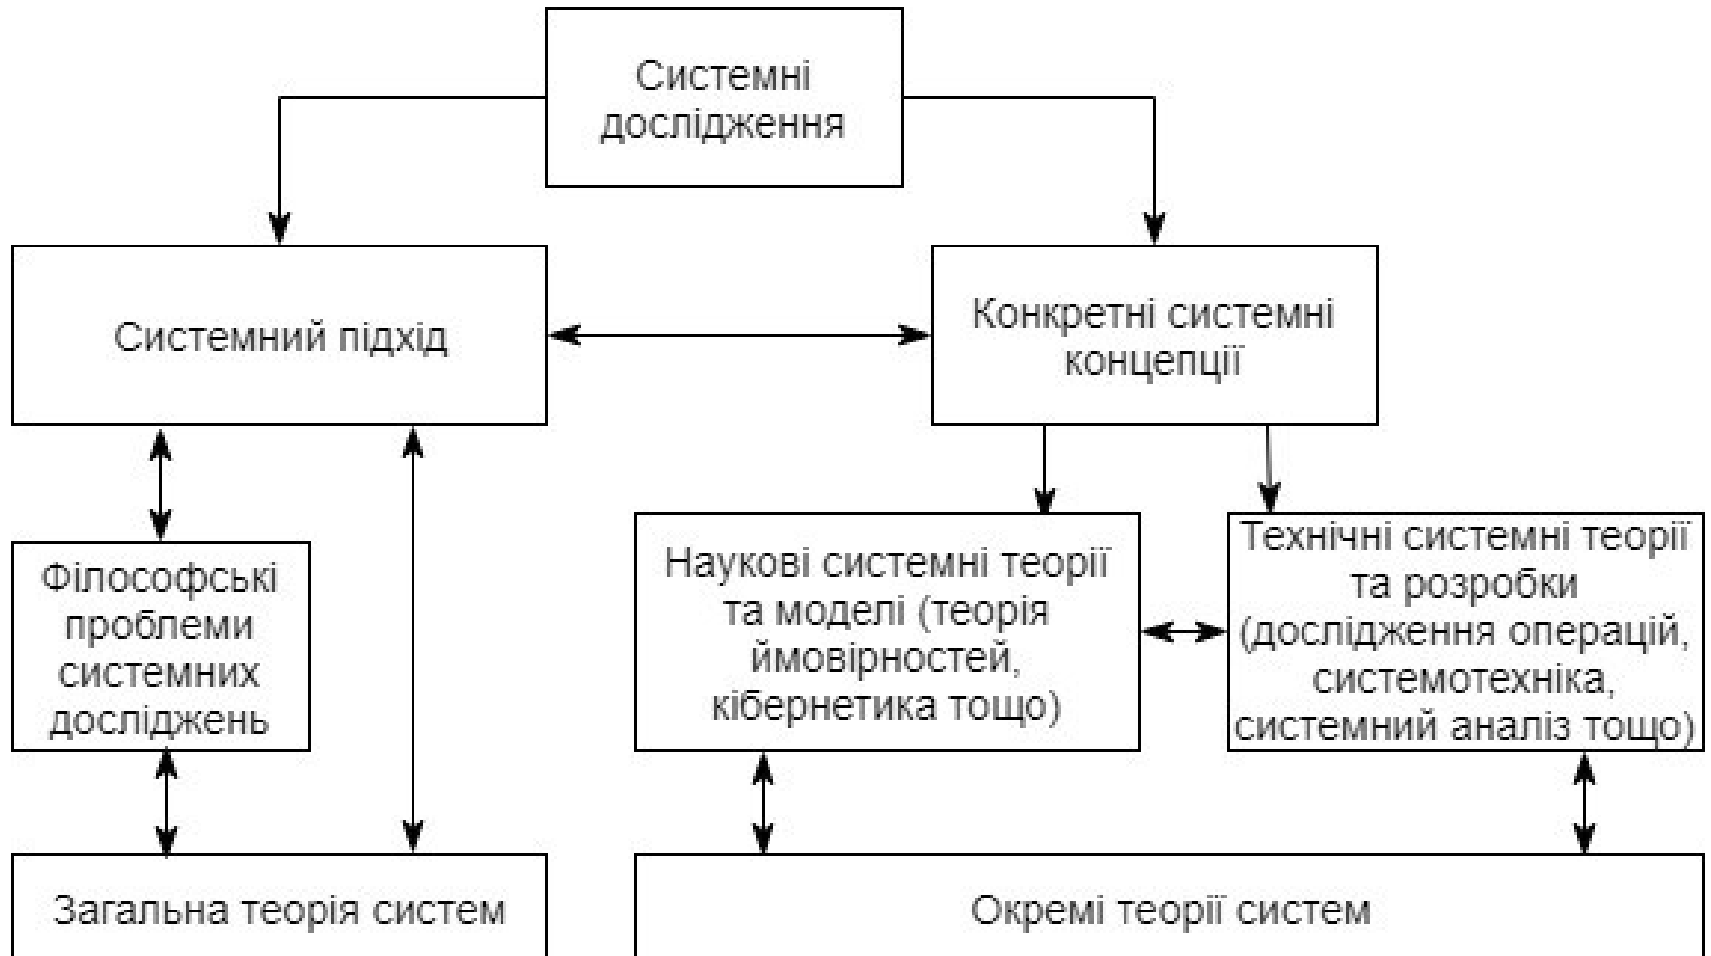 Системні
дослідження
Системний підхід
Конкретні системні
концепції
Філософські
проблеми
системних
досліджень
Наукові системні теорії
та моделі (теорія
ймовірностей,
кібернетика тощо)
Технічні системні теорії
та розробки
(дослідження операцій,
системотехніка,
системний аналіз тощо)
Загальна теорія систем
Окремі теорії систем